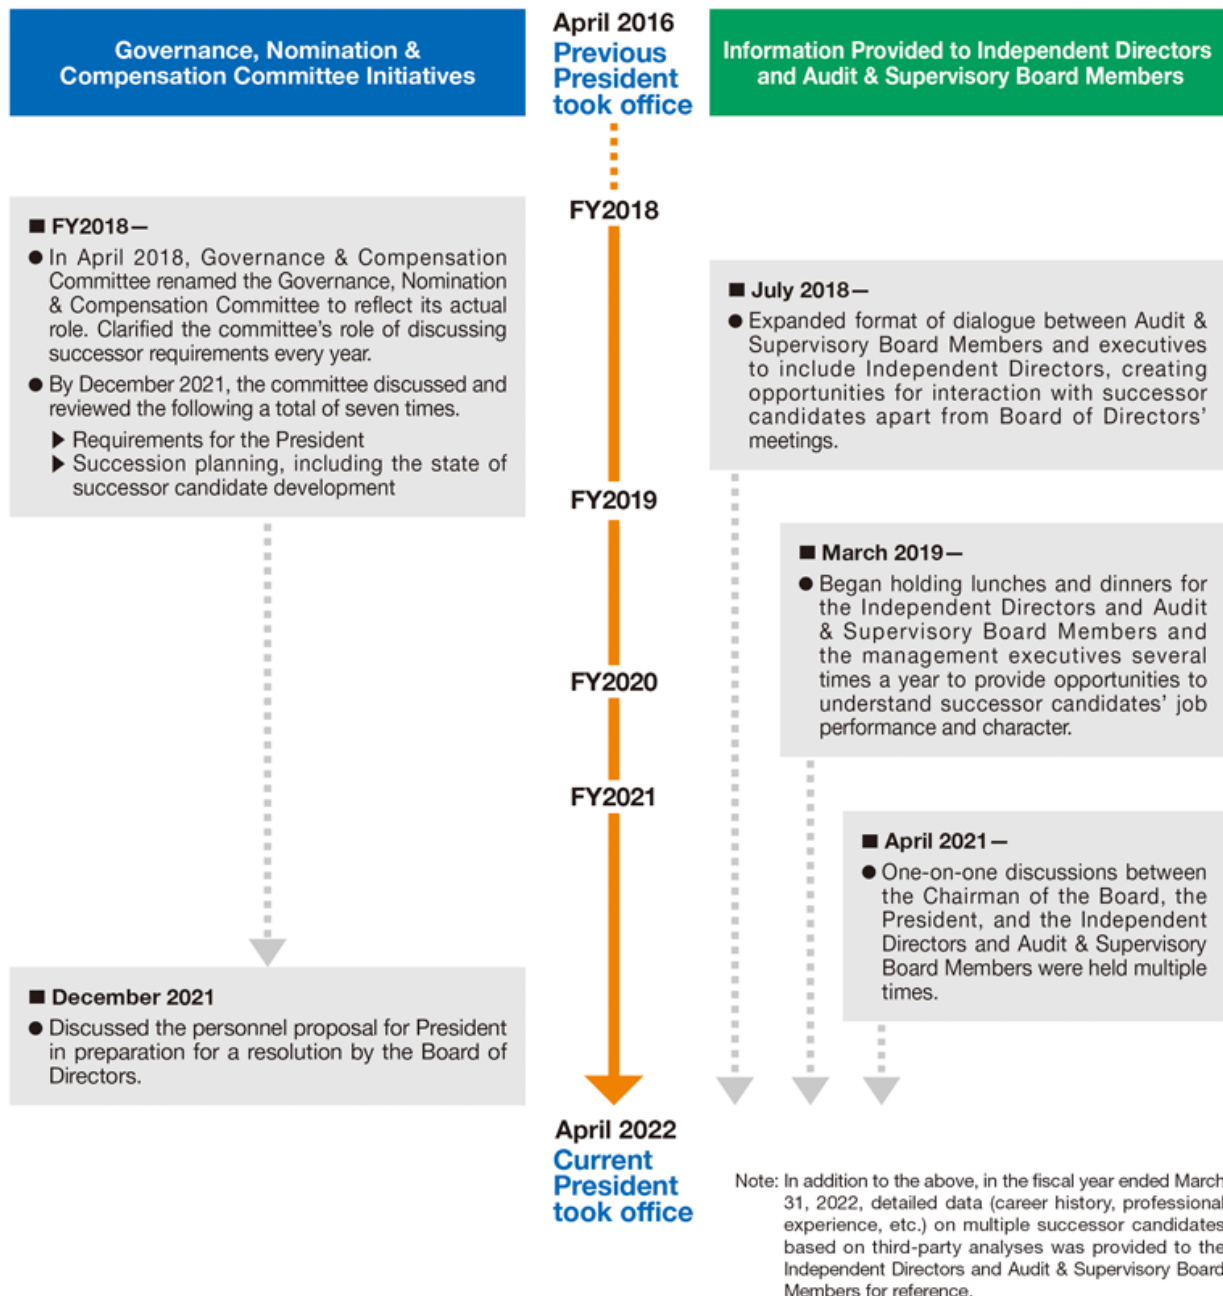 Governance, Nomination &
Compensation Committee Initiatives
April 2016
Previous
President
took office
Information Provided to Independent Directors
and Audit & Supervisory Board Members
FY2018
■ FY2018—
● In April 2018, Governance & Compensation
Committee renamed the Governance, Nomination
& Compensation Committee to reflect its actual
role. Clarified the committee's role of discussing
successor requirements every year.
● By December 2021, the committee discussed and
reviewed the following a total of seven times.
▶ Requirements for the President
▶ Succession planning, including the state of
successor candidate development
■ July 2018—
● Expanded format of dialogue between Audit &
Supervisory Board Members and executives
to include Independent Directors, creating
opportunities for interaction with successor
candidates apart from Board of Directors'
meetings.
FY2019
■ March 2019—
● Began holding lunches and dinners for
the Independent Directors and Audit
& Supervisory Board Members and
the management executives several
times a year to provide opportunities to
understand successor candidates' job
performance and character.
FY2020
FY2021
■ April 2021—
● One-on-one discussions between
the Chairman of the Board, the
President, and the Independent
Directors and Audit & Supervisory
Board Members were held multiple
times.
■ December 2021
● Discussed the personnel proposal for President
in preparation for a resolution by the Board of
Directors.
April 2022
Current
President
took office
Note: In addition to the above, in the fiscal year ended March
31, 2022, detailed data (career history, professional
experience, etc.) on multiple successor candidates
based on third-party analyses was provided to the
Independent Directors and Audit & Supervisory Board
Members for reference.